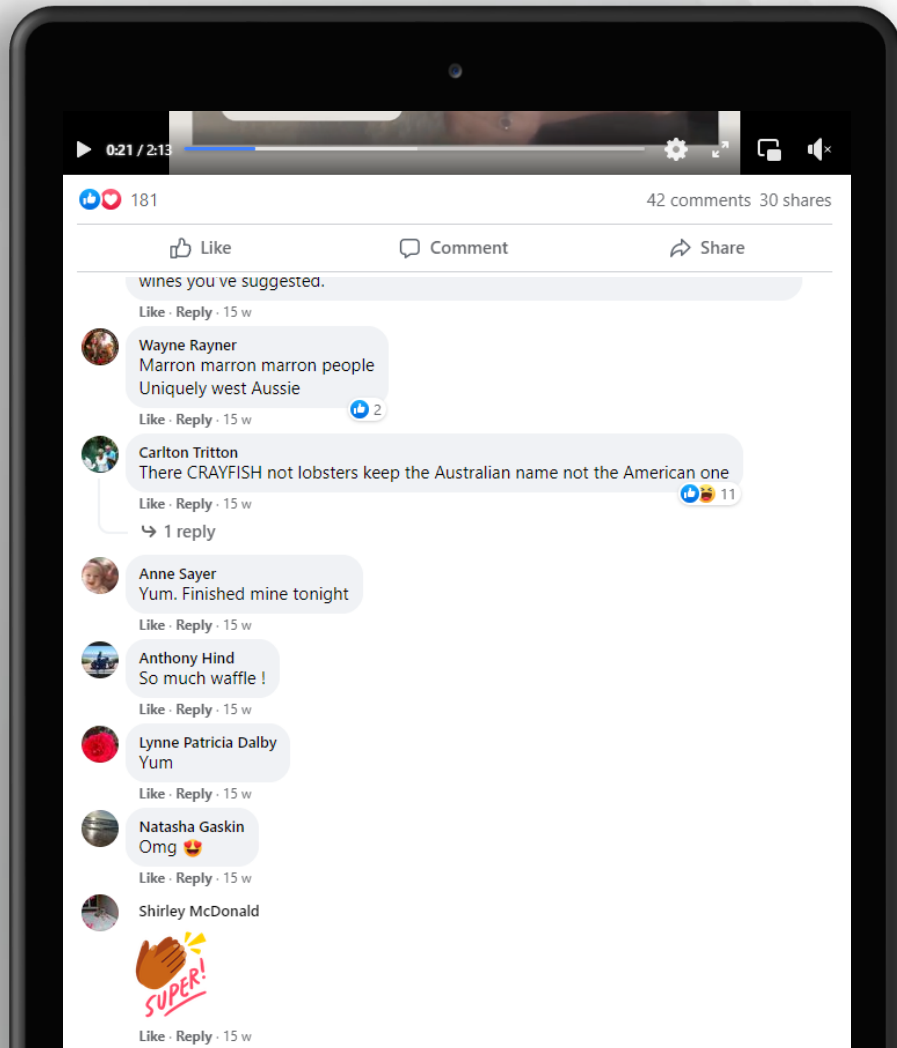 0:21 / 2:13
181
42 comments 30 shares
Like
Comment
Share
wines you've suggested.
Like · Reply · 15 w
Wayne Rayner
Marron marron marron people
Uniquely west Aussie
2
Like · Reply · 15 w
Carlton Tritton
There CRAYFISH not lobsters keep the Australian name not the American one
11
Like · Reply · 15 w
1 reply
Anne Sayer
Yum. Finished mine tonight
Like · Reply · 15 w
Anthony Hind
So much waffle !
Like · Reply · 15 w
Lynne Patricia Dalby
Yum
Like · Reply · 15 w
Natasha Gaskin
Omg 😍
Like · Reply · 15 w
Shirley McDonald
SUPER!
Like · Reply · 15 w